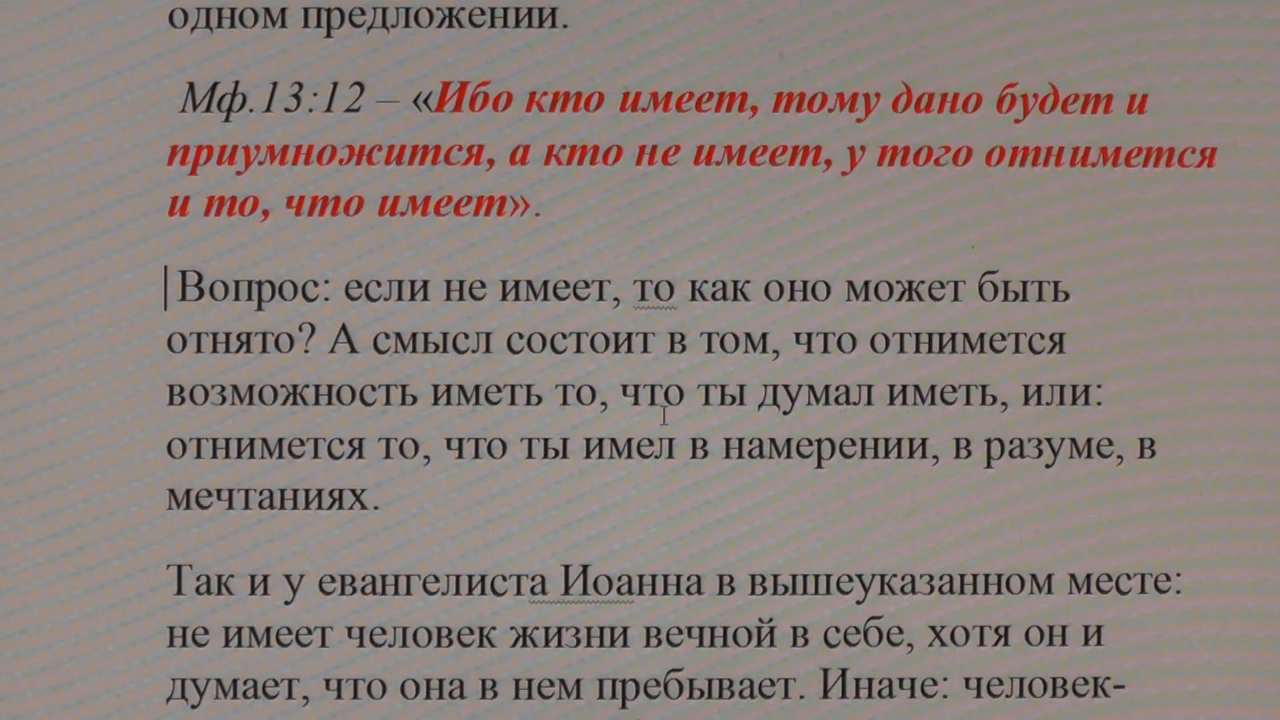 одном предложении.
Мф.13:12 – «Ибо кто имеет, тому дано будет и
приумножится, а кто не имеет, у того отнимется
и то, что имеет».
Вопрос: если не имеет, то как оно может быть
отнято? А смысл состоит в том, что отнимется
возможность иметь то, что ты думал иметь, или:
отнимется то, что ты имел в намерении, в разуме, в
мечтаниях.
Так и у евангелиста Иоанна в вышеуказанном месте:
не имеет человек жизни вечной в себе, хотя он и
думает, что она в нем пребывает. Иначе: человек-